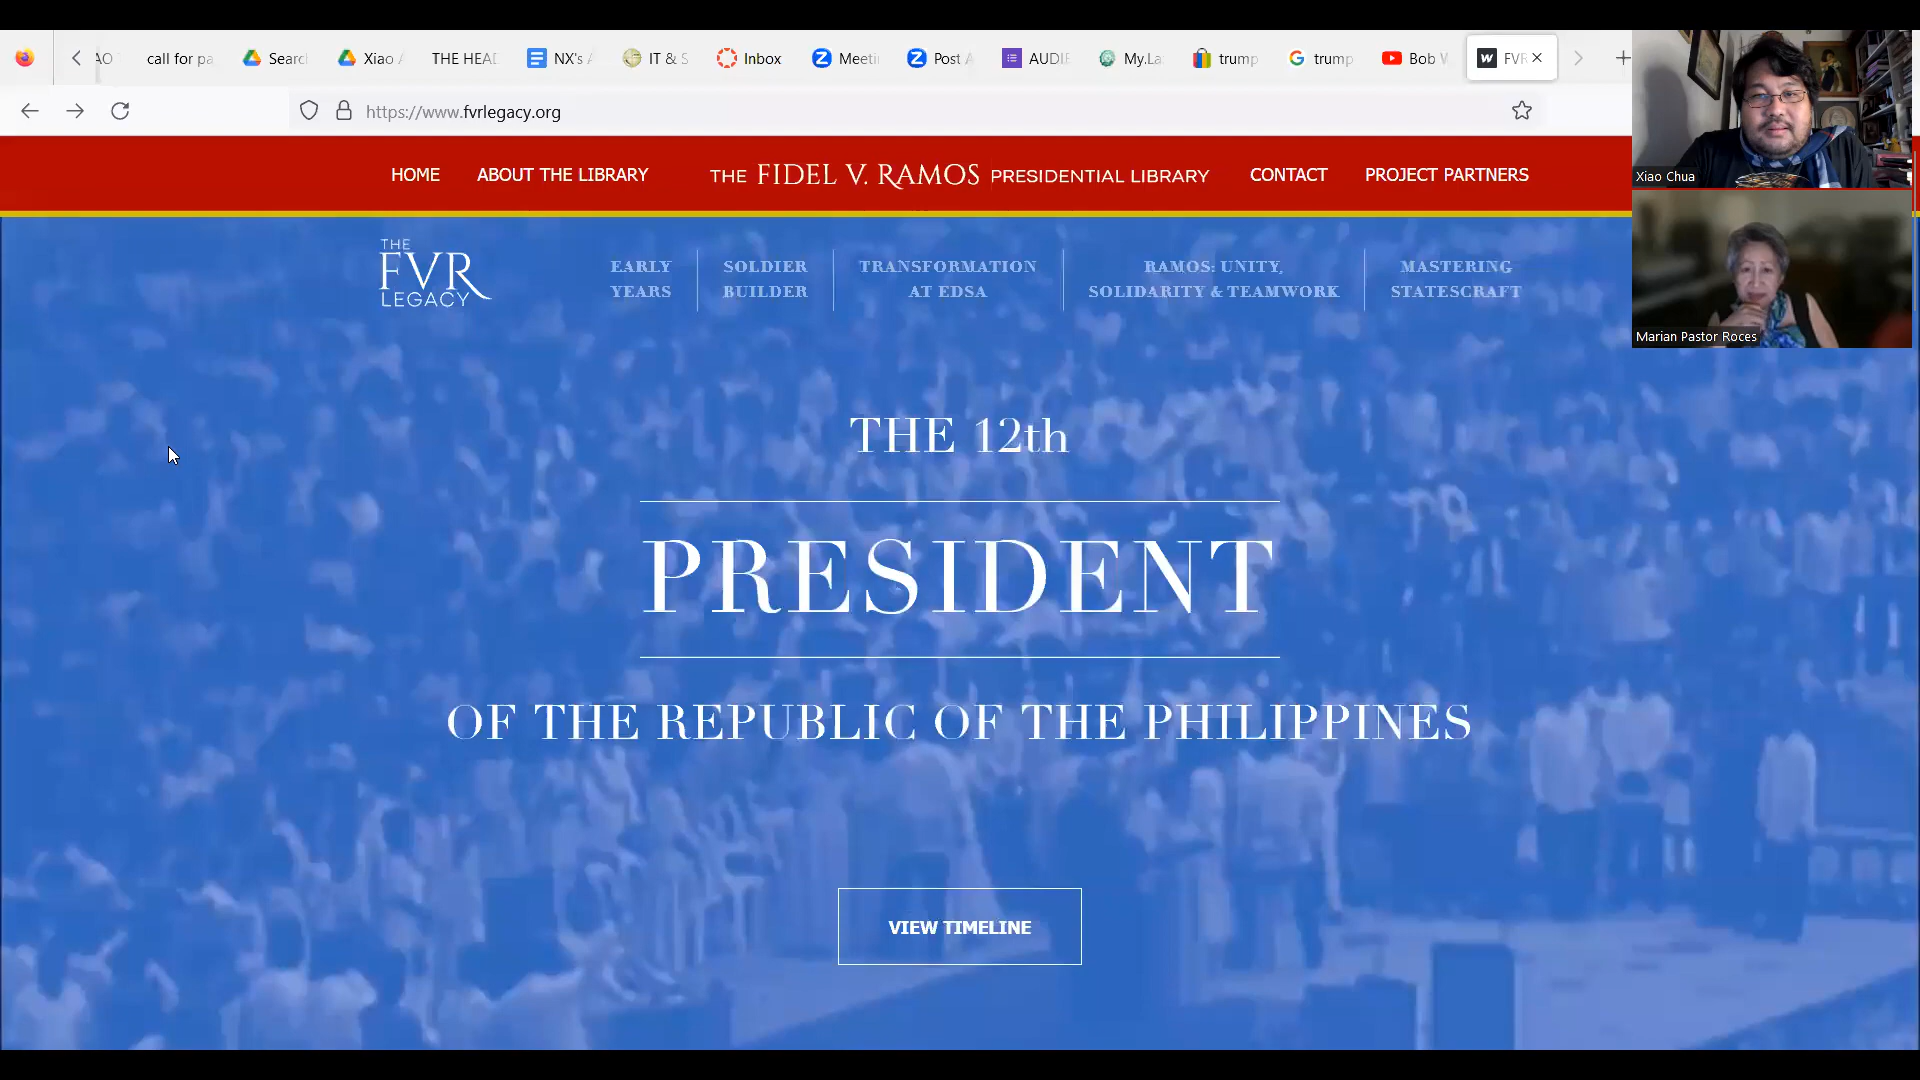 AO
call for pa
Searc
Xiao A
THE HEAD
NX's A
IT & S
Inbox
Meeti
Post A
AUDI
My.La
trump
trump
Bob W
FVR
https://www.fvrlegacy.org
HOME
ABOUT THE LIBRARY
THE FIDEL V. RAMOS PRESIDENTIAL LIBRARY
CONTACT
PROJECT PARTNERS
Xiao Chua
Marian Pastor Roces
THE
FVR
LEGACY
EARLY
YEARS
SOLDIER
BUILDER
TRANSFORMATION
AT EDSA
RAMOS: UNITY,
SOLIDARITY & TEAMWORK
MASTERING
STATESCRAFT
THE 12th
PRESIDENT
OF THE REPUBLIC OF THE PHILIPPINES
VIEW TIMELINE